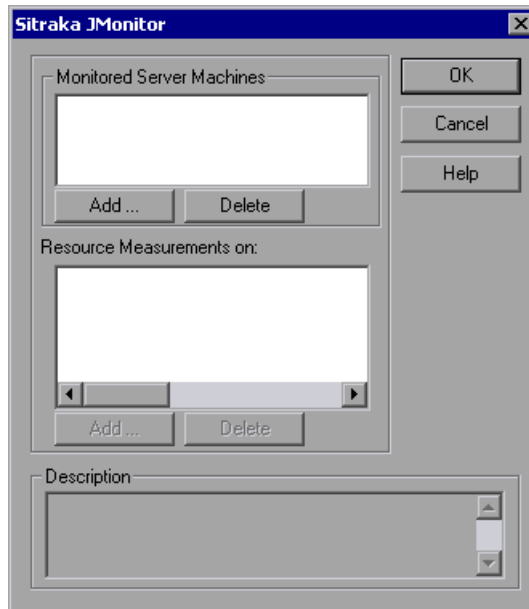 Sitraka JMonitor
Monitored Server Machines
OK
Cancel
Help
Add ... Delete
Resource Measurements on:
Add ... Delete
Description